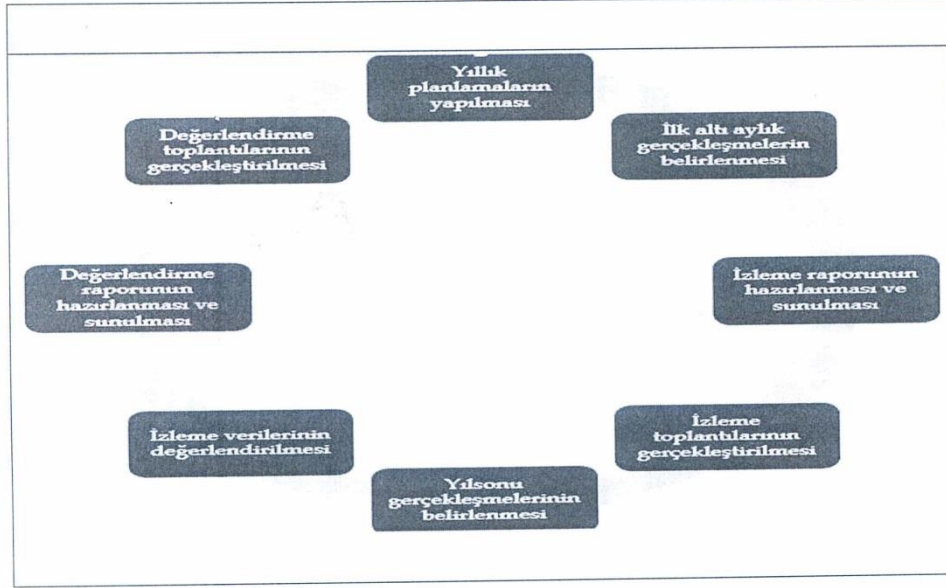 Yıllık
planlamaların
yapılması
İlk altı aylık
gerçekleşmelerin
belirlenmesi
İzleme raporunun
hazırlanması ve
sunulması
İzleme
toplantılarının
gerçekleştirilmesi
Yılsonu
gerçekleşmelerinin
belirlenmesi
İzleme verilerinin
değerlendirilmesi
Değerlendirme
raporunun
hazırlanması ve
sunulması
Değerlendirme
toplantılarının
gerçekleştirilmesi